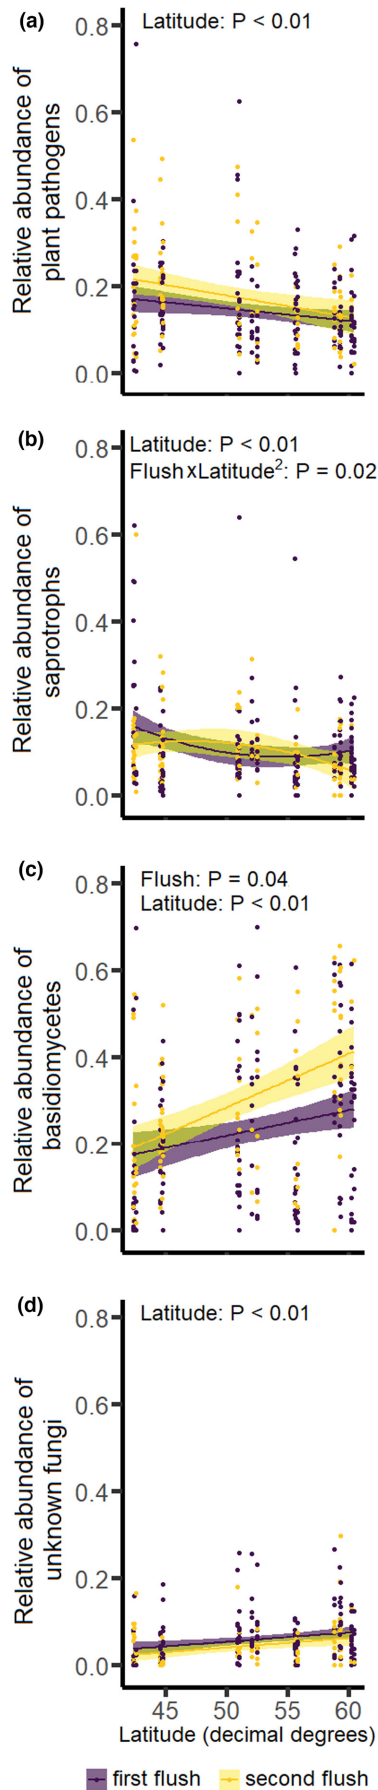 (a)
Latitude: P < 0.01
Relative abundance of
plant pathogens
0.8
0.6
0.4
0.2
0.0
(b)
Latitude: P < 0.01
FlushxLatitude²: P = 0.02
Relative abundance of
saprotrophs
0.8
0.6
0.4
0.2
0.0
(c)
Flush: P = 0.04
Latitude: P < 0.01
Relative abundance of
basidiomycetes
0.8
0.6
0.4
0.2
0.0
(d)
Latitude: P < 0.01
Relative abundance of
unknown fungi
0.8
0.6
0.4
0.2
0.0
45 50 55 60
Latitude (decimal degrees)
first flush second flush